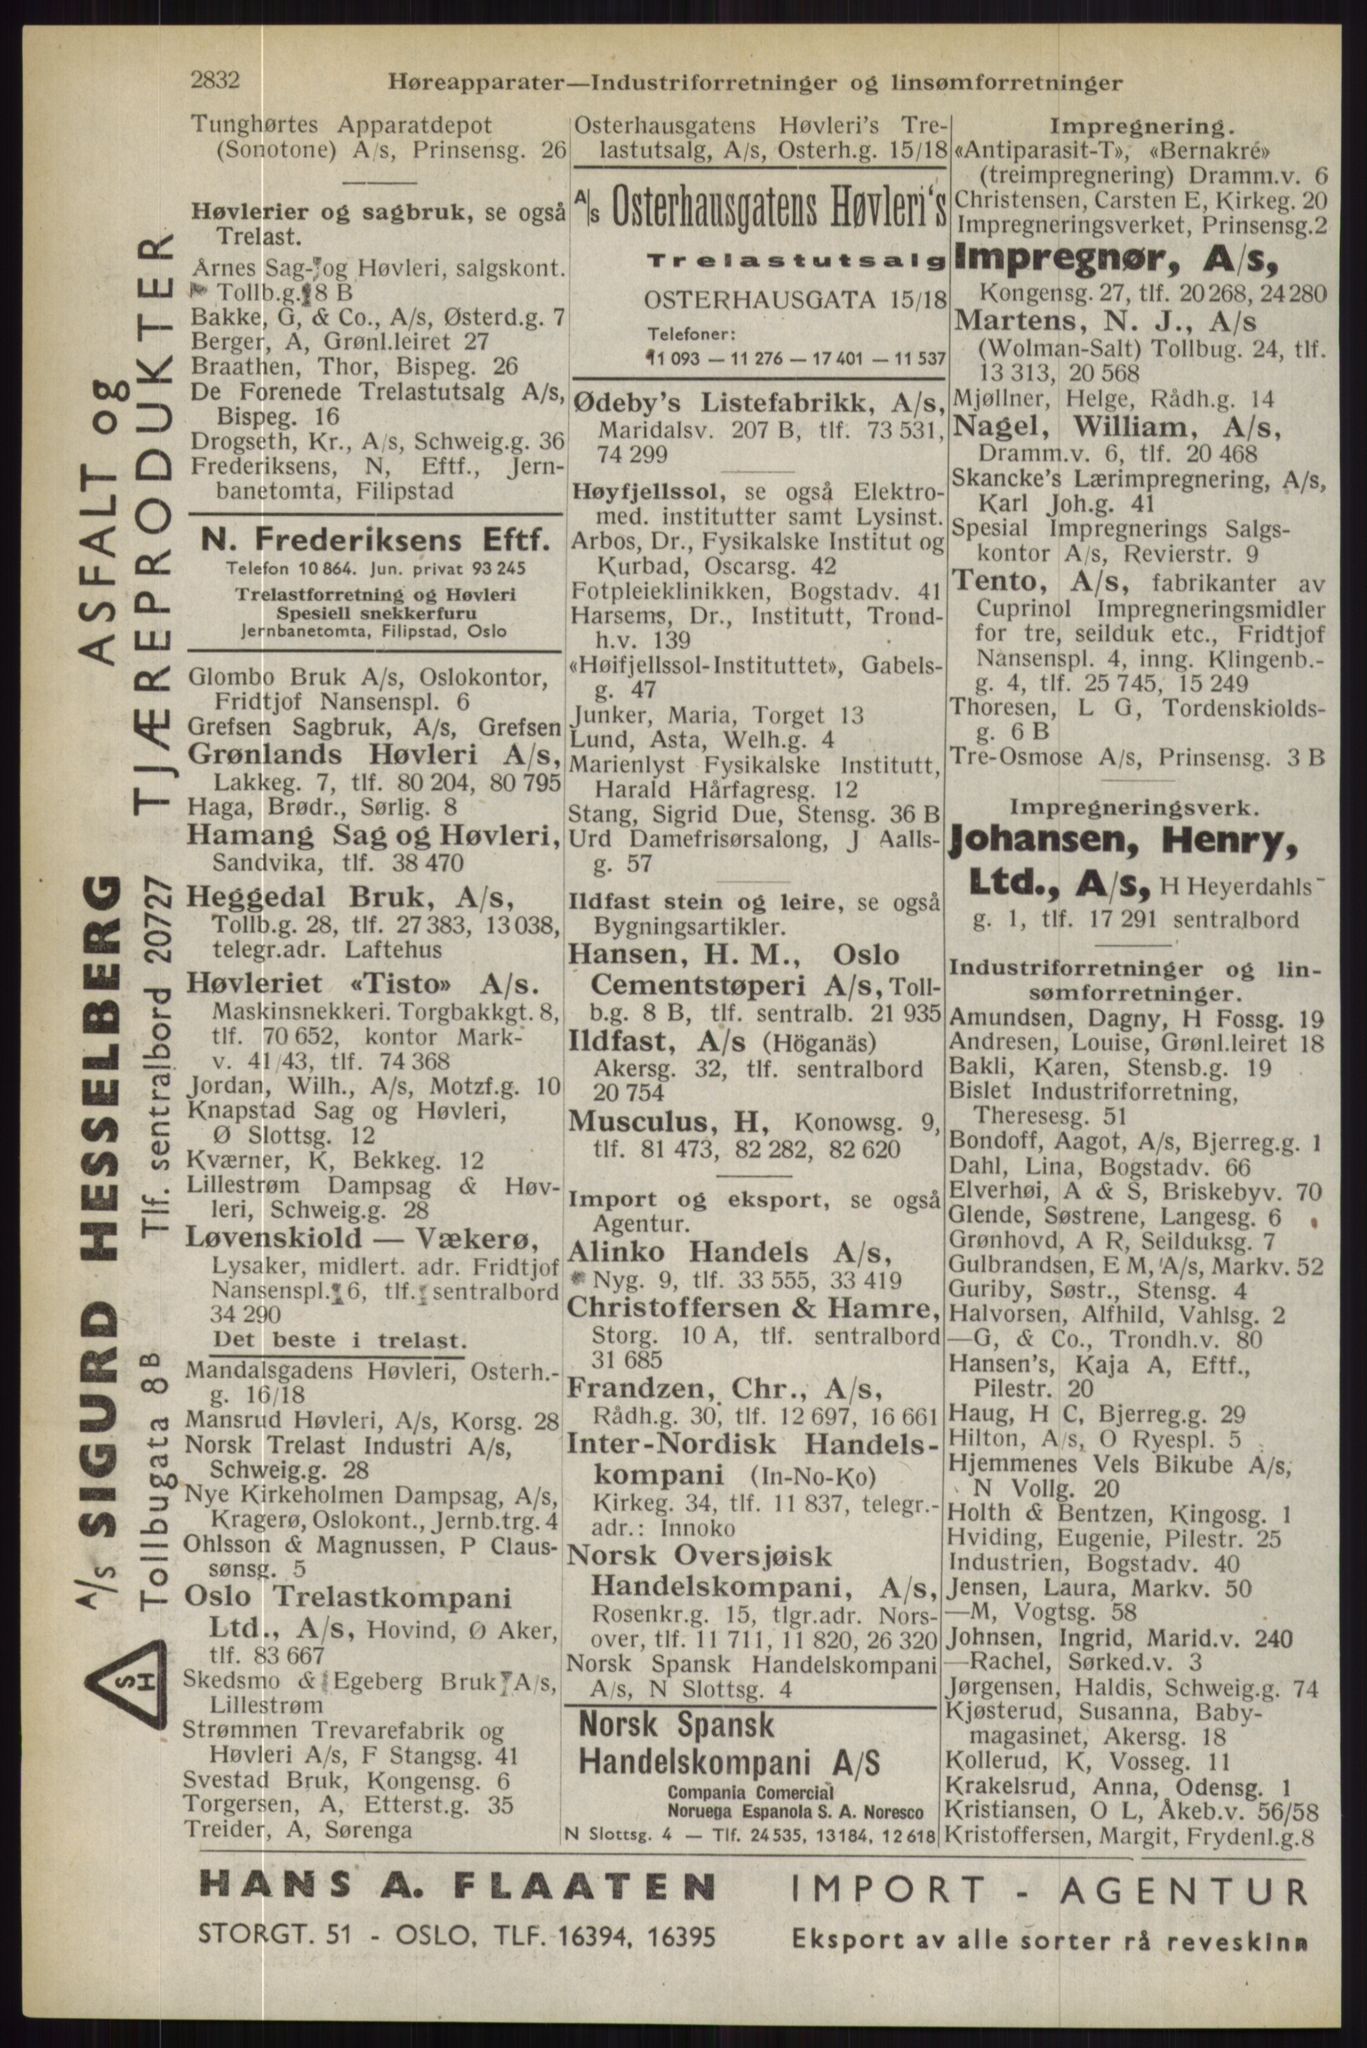 2832
Høreapparater—Industriforretninger og linsømforretninger
Tunghørtes Apparatdepot
(Sonotone) A/s, Prinsensg. 26
Høvlerier og sagbruk, se også
Trelast.
Årnes Sag- og Høvleri, salgskont.
Tollb.g. 8 B
Bakke, G, & Co., A/s, Østerd.g. 7
Berger, A, Grønl.leiret 27
Braathen, Thor, Bispeg. 26
De Forenede Trelastutsalg A/s,
Bispeg. 16
Drogseth, Kr., A/s, Schweig.g. 36
Frederiksens, N, Eftf., Jern-
banetomta, Filipstad
N. Frederiksens Eftf.
Telefon 10 864. Jun. privat 93 245
Trelastforretning og Høvleri
Spesiell snekkerfuru
Jernbanetomta, Filipstad, Oslo
Glombo Bruk A/s, Oslokontor,
Fridtjof Nansenspl. 6
Grefsen Sagbruk, A/s, Grefsen
Grønlands Høvleri A/s,
Lakkeg. 7, tlf. 80 204, 80 795
Haga, Brødr., Sørlig. 8
Hamang Sag og Høvleri,
Sandvika, tlf. 38 470
Heggedal Bruk, A/s,
Tollb.g. 28, tlf. 27 383, 13 038,
telegr.adr. Laftehus
Høvleriet «Tisto» A/s.
Maskinsnekkeri. Torgbakkgt. 8,
tlf. 70 652, kontor Mark-
v. 41/43, tlf. 74 368
Jordan, Wilh., A/s, Motzf.g. 10
Knapstad Sag og Høvleri,
Ø Slottsg. 12
Kværner, K, Bekkeg. 12
Lillestrøm Dampsag & Høv-
leri, Schweig.g. 28
Løvenskiold — Vækerø,
Lysaker, midlert. adr. Fridtjof
Nansenspl. 6, tlf. sentralbord
34 290
Det beste i trelast.
Mandalsgadens Høvleri, Osterh.-
g. 16/18
Mansrud Høvleri, A/s, Korsg. 28
Norsk Trelast Industri A/s,
Schweig.g. 28
Nye Kirkeholmen Dampsag, A/s,
Kragerø, Oslokont., Jernb.trg. 4
Ohlsson & Magnussen, P Claus-
sønsg. 5
Oslo Trelastkompani
Ltd., A/s, Hovind, Ø Aker,
tlf. 83 667
Skedsmo & Egeberg Bruk A/s,
Lillestrøm
Strømmen Trevarefabrik og
Høvleri A/s, F Stangsg. 41
Svestad Bruk, Kongensg. 6
Torgersen, A, Etterst.g. 35
Treider, A, Sørenga
Osterhausgatens Høvleri's Tre-
lastutsalg, A/s, Osterh.g. 15/18
A/s Osterhausgatens Høvleri's
Trelastutsalg
OSTERHAUSGATA 15/18
Telefoner:
11 093 — 11 276 — 17 401 — 11 537
Ødeby's Listefabrikk, A/s,
Maridalsv. 207 B, tlf. 73 531,
74 299
Høyfjellssol, se også Elektro-
med. institutter samt Lysinst.
Arbos, Dr., Fysikalske Institut og
Kurbad, Oscarsg. 42
Fotpleieklinikken, Bogstadv. 41
Harsems, Dr., Institutt, Trond-
h.v. 139
«Høifjellssol-Instituttet», Gabels-
g. 47
Junker, Maria, Torget 13
Lund, Asta, Welh.g. 4
Marienlyst Fysikalske Institutt,
Harald Hårfagresg. 12
Stang, Sigrid Due, Stensg. 36 B
Urd Damefrisørsalong, J Aalls-
g. 57
Ildfast stein og leire, se også
Bygningsartikler.
Hansen, H. M., Oslo
Cementstøperi A/s, Toll-
b.g. 8 B, tlf. sentralb. 21 935
Ildfast, A/s (Höganäs)
Akersg. 32, tlf. sentralbord
20 754
Musculus, H, Konowsg. 9,
tlf. 81 473, 82 282, 82 620
Import og eksport, se også
Agentur.
Alinko Handels A/s,
Nyg. 9, tlf. 33 555, 33 419
Christoffersen & Hamre,
Storg. 10 A, tlf. sentralbord
31 685
Frandzen, Chr., A/s,
Rådh.g. 30, tlf. 12 697, 16 661
Inter-Nordisk Handels-
kompani (In-No-Ko)
Kirkeg. 34, tlf. 11 837, telegr.-
adr.: Innoko
Norsk Oversjøisk
Handelskompani, A/s,
Rosenkr.g. 15, tlgr.adr. Nors-
over, tlf. 11 711, 11 820, 26 320
Norsk Spansk Handelskompani
A/s, N Slottsg. 4
Norsk Spansk
Handelskompani A/S
Compania Comercial
Noruega Espanola S. A. Noresco
N Slottsg. 4 — Tlf. 24 535, 13 184, 12 618
Impregnering.
«Antiparasit-T», «Bernakré»
(treimpregnering) Dramm.v. 6
Christensen, Carsten E, Kirkeg. 20
Impregneringsverket, Prinsensg. 2
Impregnør, A/s,
Kongensg. 27, tlf. 20 268, 24 280
Martens, N. J., A/s
(Wolman-Salt) Tollbug. 24, tlf.
13 313, 20 568
Mjøllner, Helge, Rådh.g. 14
Nagel, William, A/s,
Dramm.v. 6, tlf. 20 468
Skancke's Lærimpregnering, A/s,
Karl Joh.g. 41
Spesial Impregnerings Salgs-
kontor A/s, Revierstr. 9
Tento, A/s, fabrikanter av
Cuprinol Impregneringsmidler
for tre, seilduk etc., Fridtjof
Nansenspl. 4, inng. Klingenb.-
g. 4, tlf. 25 745, 15 249
Thoresen, L G, Tordenskiolds-
g. 6 B
Tre-Osmose A/s, Prinsensg. 3 B
Impregneringsverk.
Johansen, Henry,
Ltd., A/s, H Heyerdahls
g. 1, tlf. 17 291 sentralbord
Industriforretninger og lin-
sømforretninger.
Amundsen, Dagny, H Fossg. 19
Andresen, Louise, Grønl.leiret 18
Bakli, Karen, Stensb.g. 19
Bislet Industriforretning,
Theresesg. 51
Bondoff, Aagot, A/s, Bjerreg.g. 1
Dahl, Lina, Bogstadv. 66
Elverhøi, A & S, Briskebyv. 70
Glende, Søstrene, Langesg. 6
Grønhovd, A R, Seilduksg. 7
Gulbrandsen, E M, A/s, Markv. 52
Guriby, Søstr., Stensg. 4
Halvorsen, Alfhild, Vahlsg. 2
—G, & Co., Trondh.v. 80
Hansen's, Kaja A, Eftf.,
Pilestr. 20
Haug, H C, Bjerreg.g. 29
Hilton, A/s, O Ryespl. 5
Hjemmenes Vels Bikube A/s,
N Vollg. 20
Holth & Bentzen, Kingosg. 1
Hviding, Eugenie, Pilestr. 25
Industrien, Bogstadv. 40
Jensen, Laura, Markv. 50
—M, Vogtsg. 58
Johnsen, Ingrid, Marid.v. 240
—Rachel, Sørked.v. 3
Jørgensen, Haldis, Schweig.g. 74
Kjøsterud, Susanna, Baby-
magasinet, Akersg. 18
Kollerud, K, Vosseg. 11
Krakelsrud, Anna, Odensg. 1
Kristiansen, O L, Åkeb.v. 56/58
Kristoffersen, Margit, Frydenl.g. 8
ASFALT og
TJÆREPRODUKTER
A/s SIGURD HESSELBERG
Tollbugata 8B Tlf. sentralbord 20727
SH
HANS A. FLAATEN
STORGT. 51 - OSLO, TLF. 16394, 16395
IMPORT - AGENTUR
Eksport av alle sorter rå reveskinn